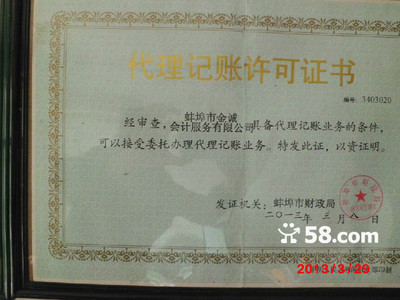 代理记账许可证书
编号: 3403020
蚌埠市金诚
经审查,会计服务有限公司具备代理记账业务的条件,
可以接受委托办理代理记账业务。特发此证,以资证明。
发证机关: 蚌埠市财政局
二〇一三年 三月 八日
58.com
2013/3/29